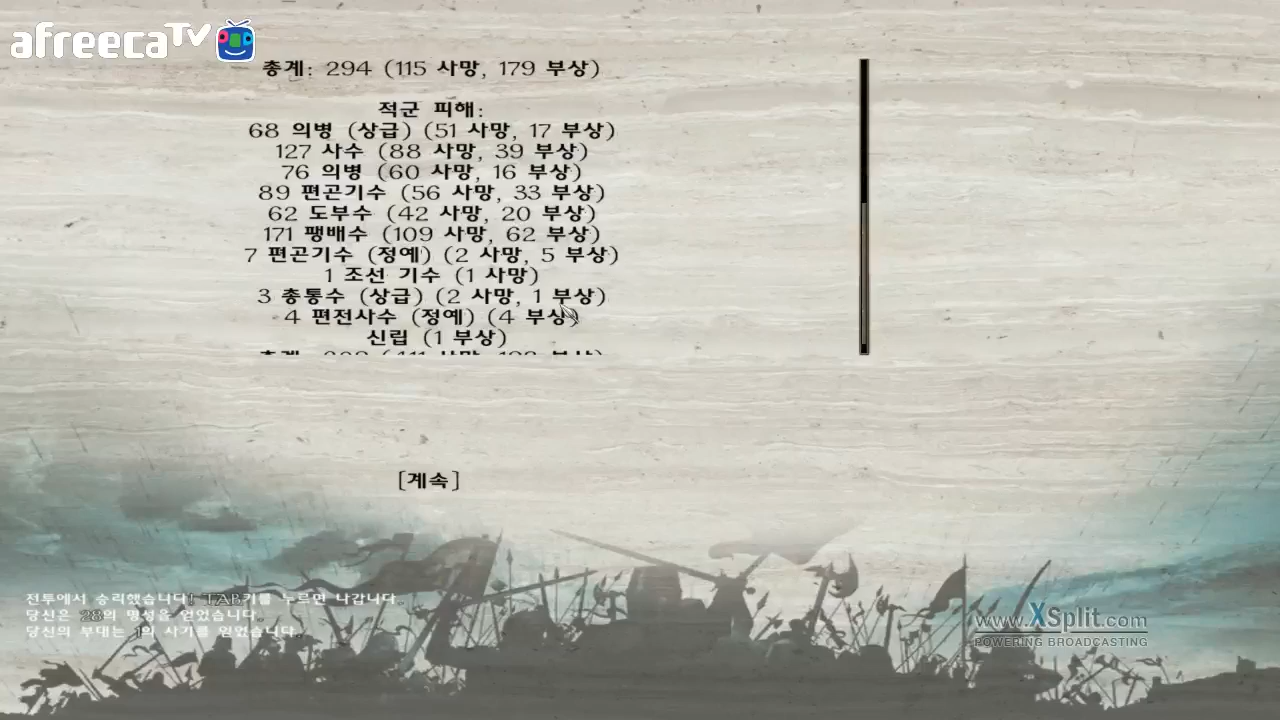 afreecaTV
총계: 294 (115 사망, 179 부상)
적군 피해:
68 의병 (상급) (51 사망, 17 부상)
127 사수 (88 사망, 39 부상)
76 의병 (60 사망, 16 부상)
89 편곤기수 (56 사망, 33 부상)
62 도부수 (42 사망, 20 부상)
171 팽배수 (109 사망, 62 부상)
7 편곤기수 (정예) (2 사망, 5 부상)
1 조선 기수 (1 사망)
3 총통수 (상급) (2 사망, 1 부상)
4 편전사수 (정예) (4 부상)
신립 (1 부상)
[계속]
전투에서 승리했습니다! TAB키를 누르면 나갑니다.
당신은 28의 명성을 얻었습니다.
당신의 부대는 1의 사기를 얻었습니다.
www.XSplit.com
POWERING BROADCASTING